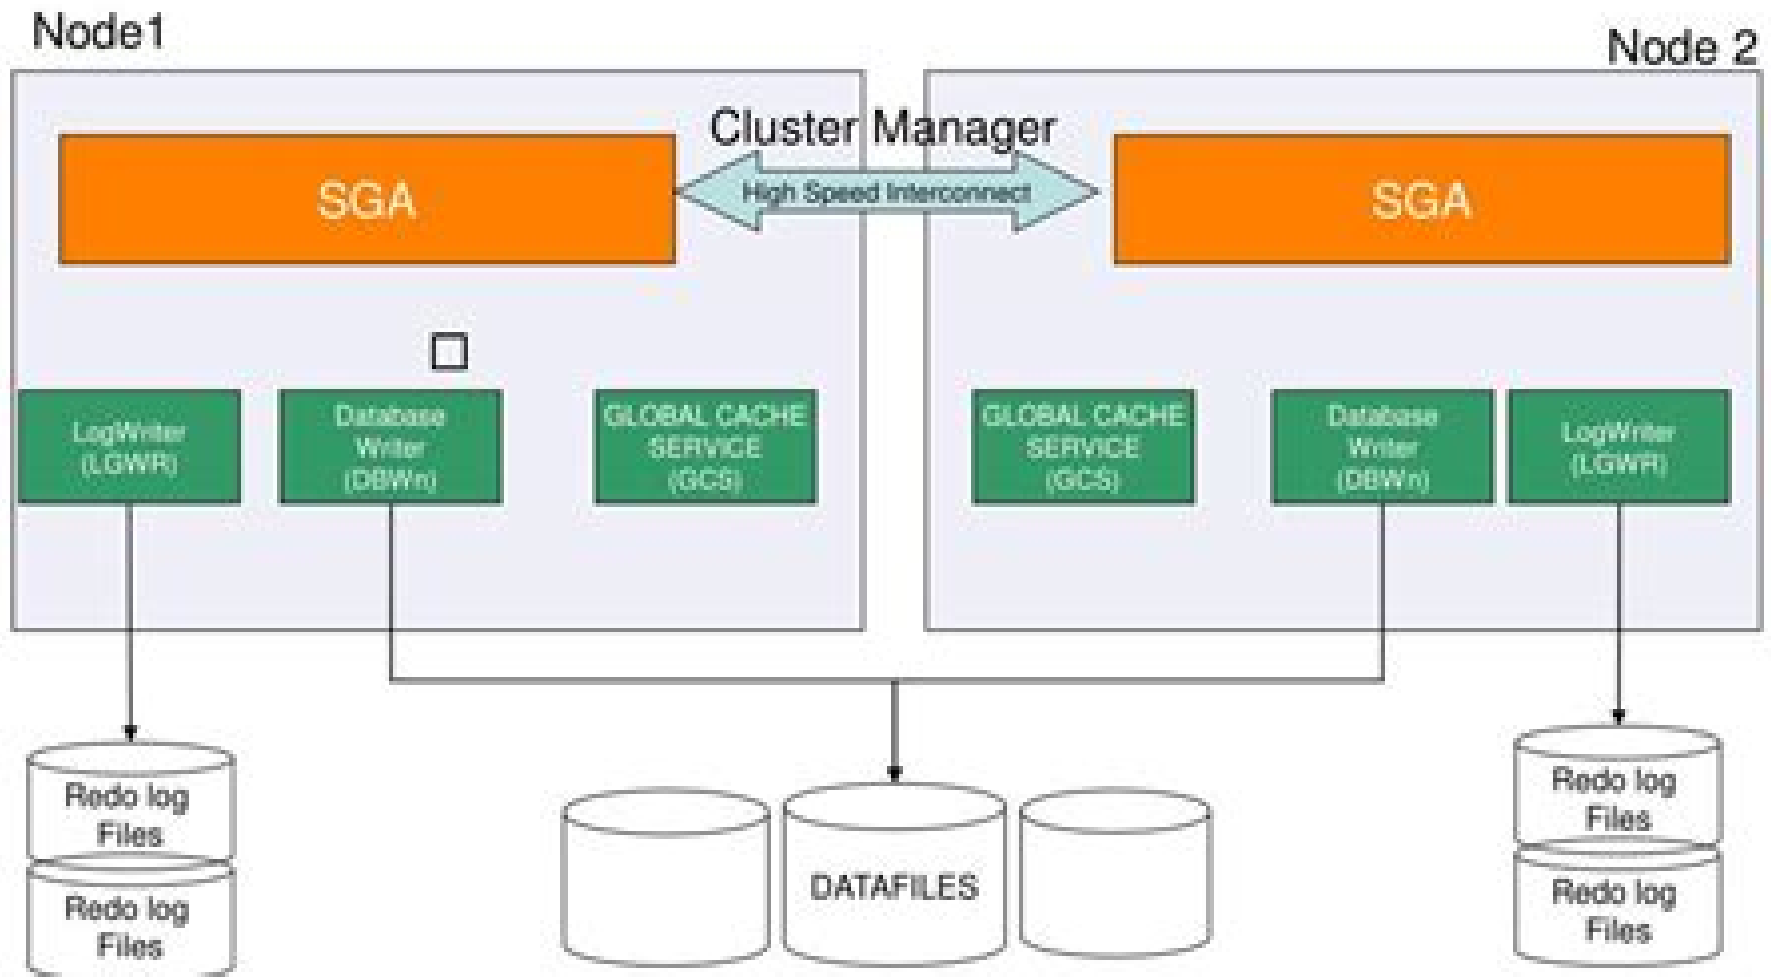 Node1
Node 2
Cluster Manager
High Speed Interconnect
SGA
SGA
LogWriter
(LGWR)
Database
Writer
(DBWn)
GLOBAL CACHE
SERVICE
(GCS)
GLOBAL CACHE
SERVICE
(GCS)
Database
Writer
(DBWn)
LogWriter
(LGWR)
Redo log
Files
Redo log
Files
DATAFILES
Redo log
Files
Redo log
Files